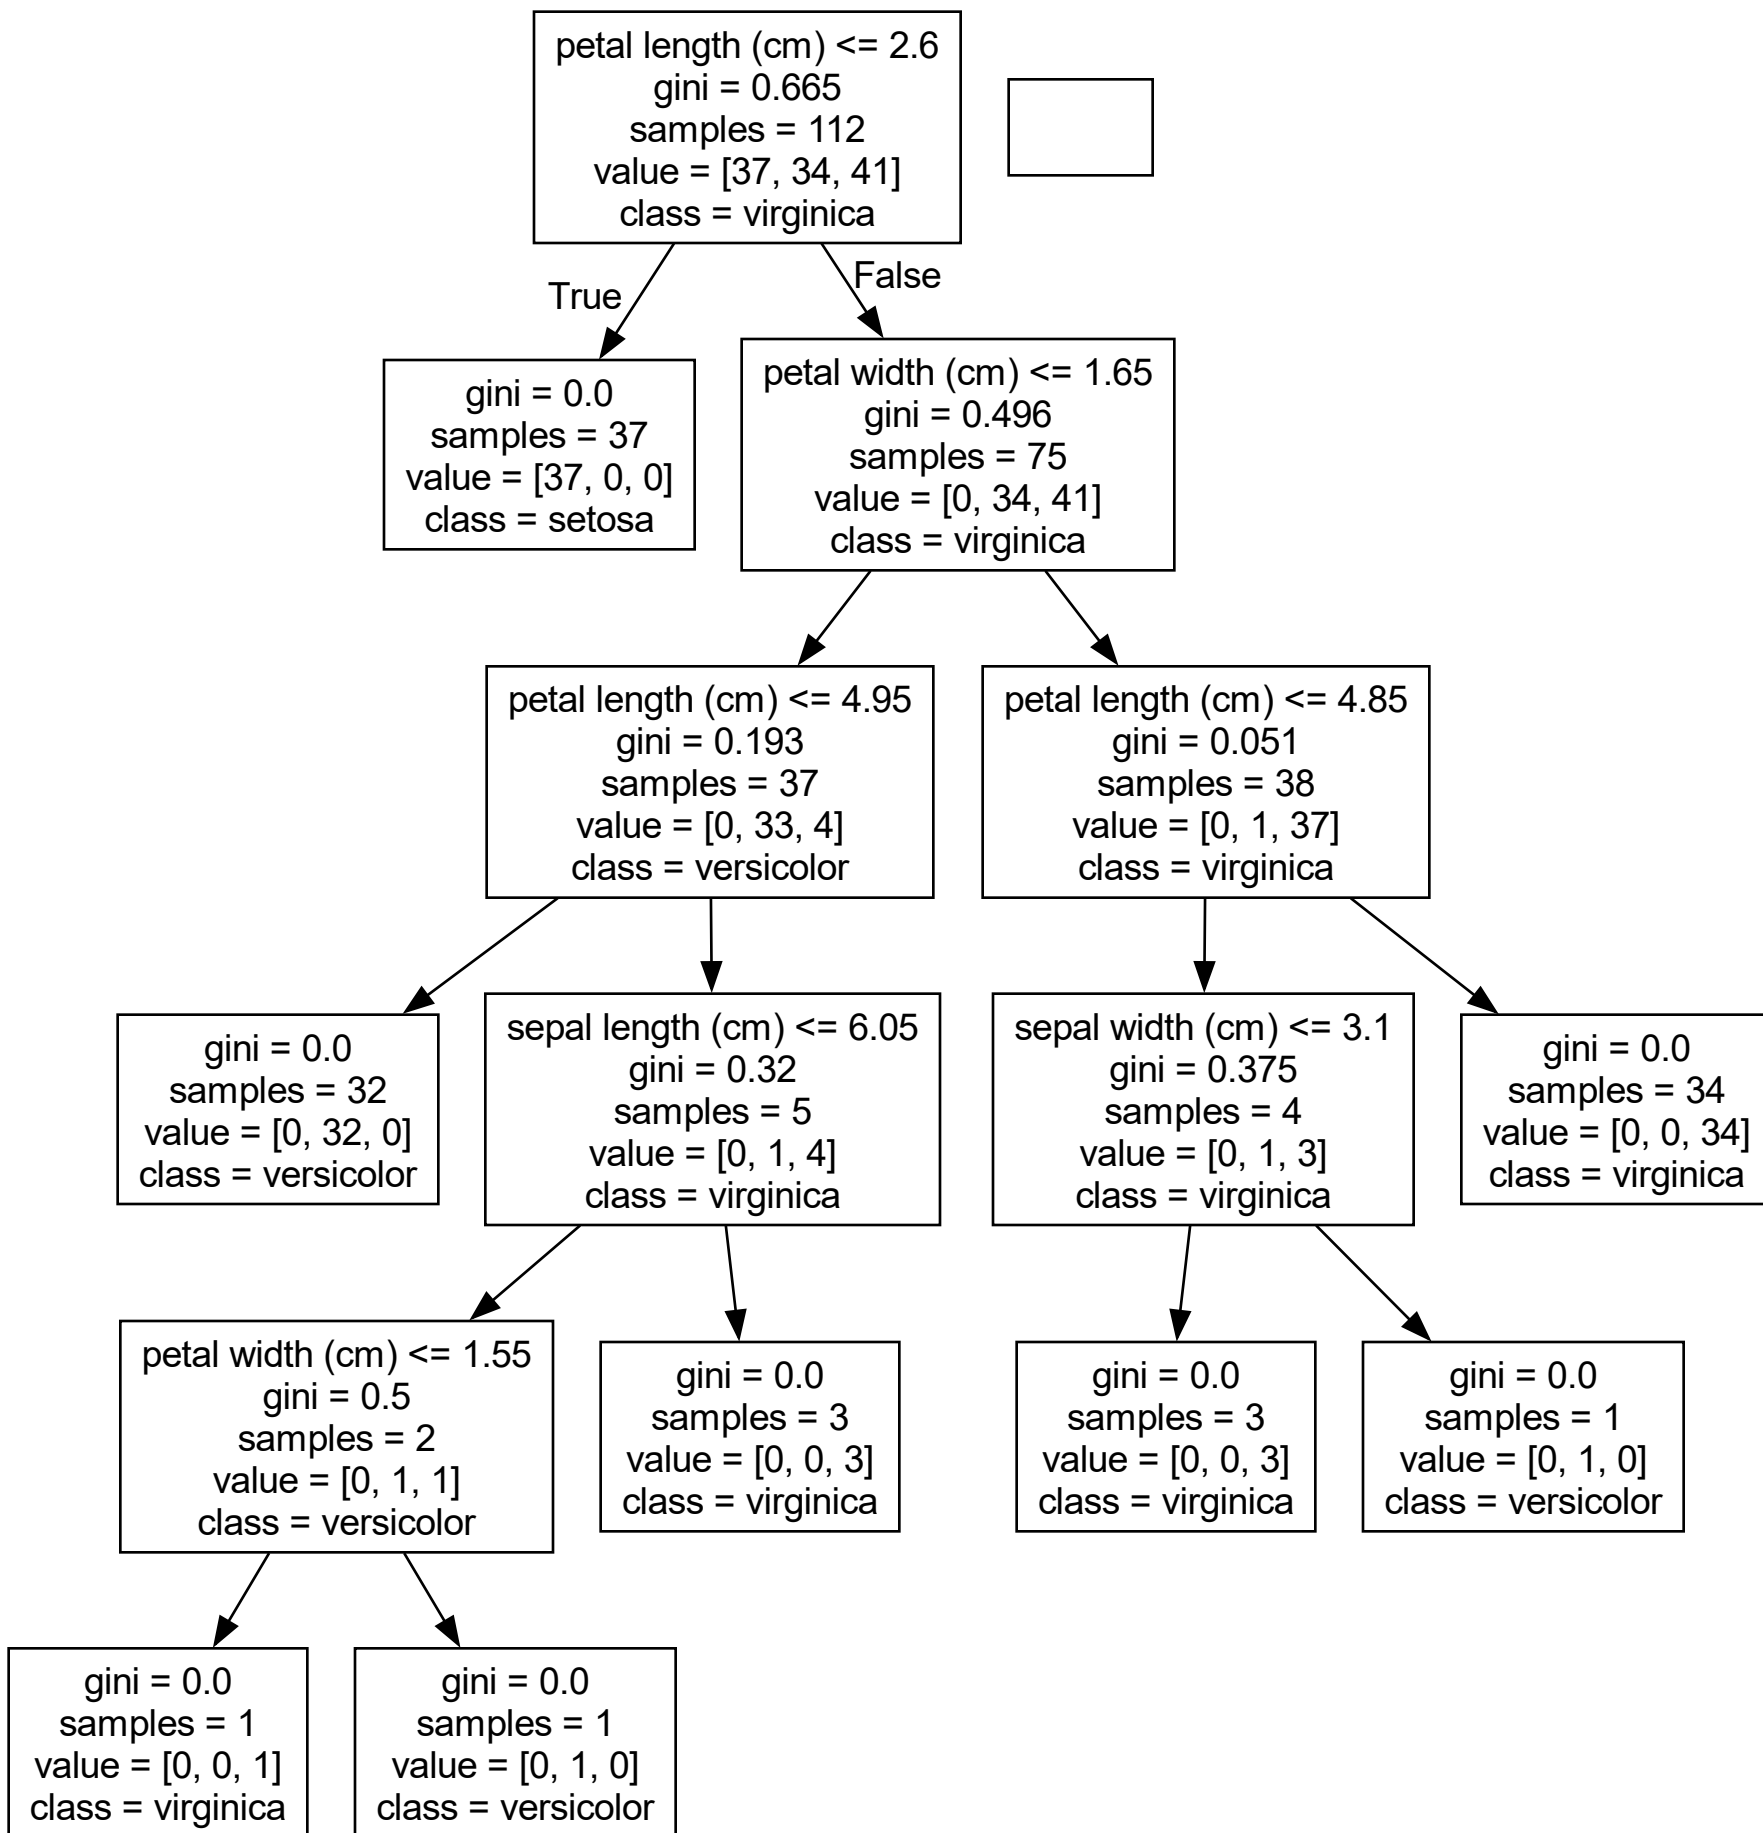 petal length (cm) <= 2.6
gini = 0.665
samples = 112
value = [37, 34, 41]
class = virginica
True
False
gini = 0.0
samples = 37
value = [37, 0, 0]
class = setosa
petal width (cm) <= 1.65
gini = 0.496
samples = 75
value = [0, 34, 41]
class = virginica
petal length (cm) <= 4.95
gini = 0.193
samples = 37
value = [0, 33, 4]
class = versicolor
petal length (cm) <= 4.85
gini = 0.051
samples = 38
value = [0, 1, 37]
class = virginica
gini = 0.0
samples = 32
value = [0, 32, 0]
class = versicolor
sepal length (cm) <= 6.05
gini = 0.32
samples = 5
value = [0, 1, 4]
class = virginica
sepal width (cm) <= 3.1
gini = 0.375
samples = 4
value = [0, 1, 3]
class = virginica
gini = 0.0
samples = 34
value = [0, 0, 34]
class = virginica
petal width (cm) <= 1.55
gini = 0.5
samples = 2
value = [0, 1, 1]
class = versicolor
gini = 0.0
samples = 3
value = [0, 0, 3]
class = virginica
gini = 0.0
samples = 3
value = [0, 0, 3]
class = virginica
gini = 0.0
samples = 1
value = [0, 1, 0]
class = versicolor
gini = 0.0
samples = 1
value = [0, 0, 1]
class = virginica
gini = 0.0
samples = 1
value = [0, 1, 0]
class = versicolor